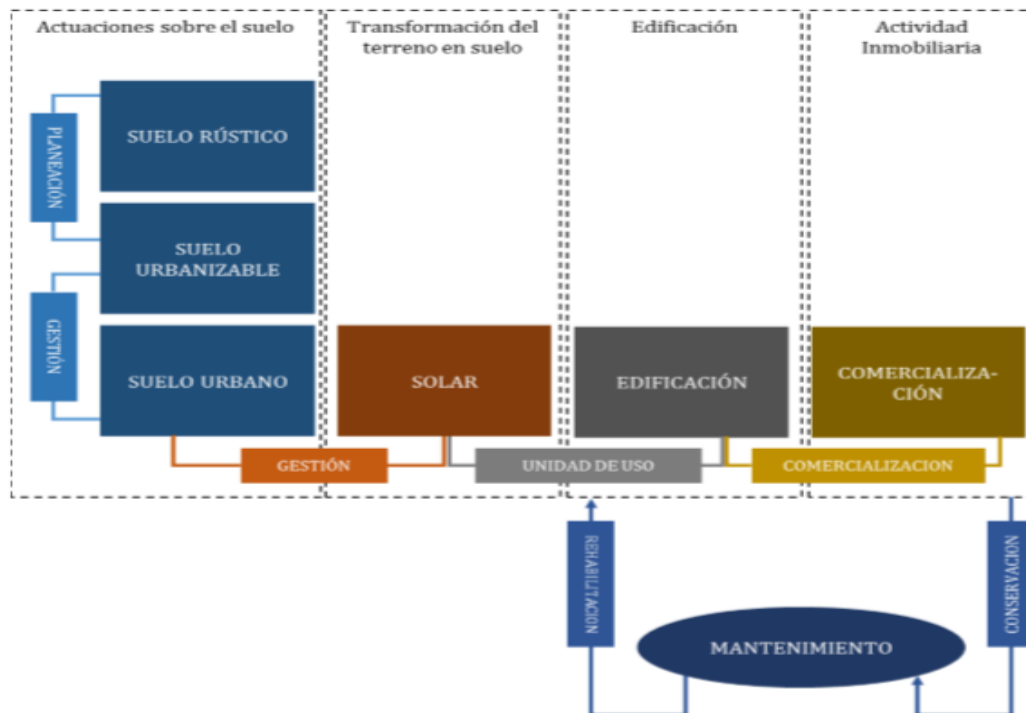 Actuaciones sobre el suelo
Transformación del
terreno en suelo
Edificación
Actividad
Inmobiliaria
PLANEACIÓN
SUELO RÚSTICO
SUELO
URBANIZABLE
GESTIÓN
SUELO URBANO
SOLAR
EDIFICACIÓN
COMERCIALIZA-
CIÓN
GESTIÓN
UNIDAD DE USO
COMERCIALIZACION
REHABILITACION
CONSERVACION
MANTENIMIENTO